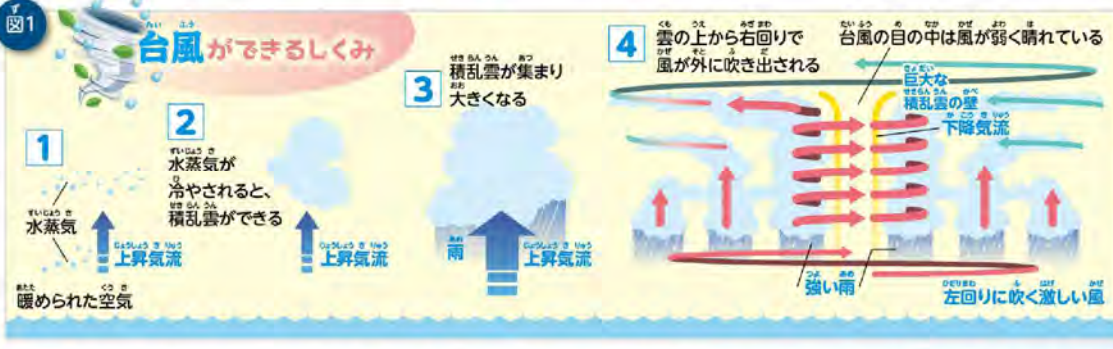 図1
台風ができるしくみ
1
水蒸気
上昇気流
暖められた空気
2
水蒸気が
冷やされると、
積乱雲ができる
上昇気流
3
積乱雲が集まり
大きくなる
雨
上昇気流
4
雲の上から右回りで
風が外に吹き出される
台風の目の中は風が弱く晴れている
巨大な
積乱雲の壁
下降気流
強い雨
左回りに吹く激しい風